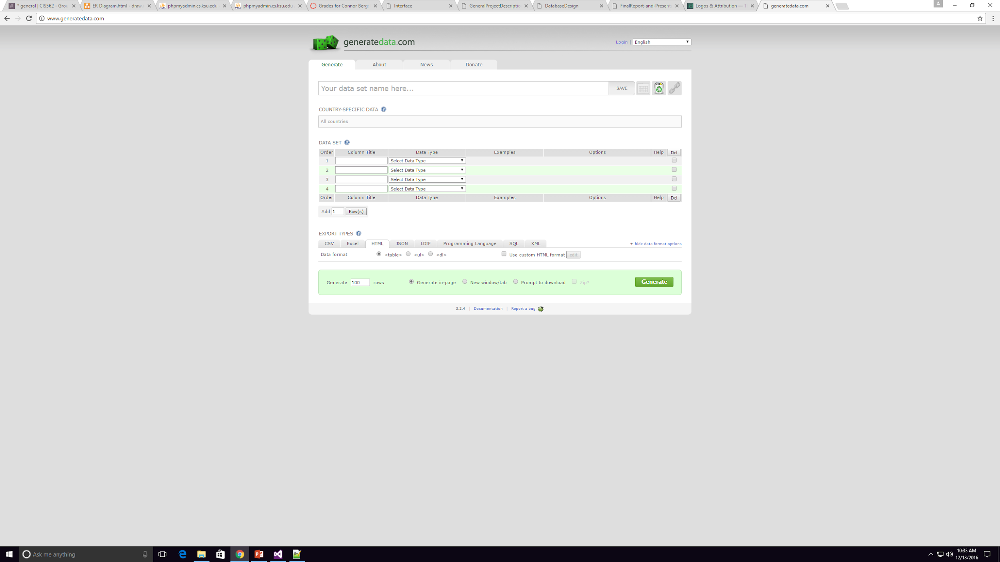 * general | CIS562 - Grou
ER Diagram.html - draw.
phpmyadmin.cs.ksu.edu
phpmyadmin.cs.ksu.edu
Grades for Connor Berg:
Interface
GeneralProjectDescriptio
DatabaseDesign
FinalReport-and-Present
Logos & Attribution — T
generatedata.com
www.generatedata.com
generatedata.com
Login | English
Generate About News Donate
Your data set name here...
SAVE
COUNTRY-SPECIFIC DATA ?
All countries
DATA SET ?
Order Column Title Data Type Examples Options Help Del
1 Select Data Type
2 Select Data Type
3 Select Data Type
4 Select Data Type
Order Column Title Data Type Examples Options Help Del
Add 1 Row(s)
EXPORT TYPES ?
CSV Excel HTML JSON LDIF Programming Language SQL XML + hide data format options
Data format <table> <ul> <dl> Use custom HTML format edit
Generate 100 rows Generate in-page New window/tab Prompt to download Zip? Generate
3.2.4 | Documentation | Report a bug
Ask me anything
10:33 AM
12/13/2016